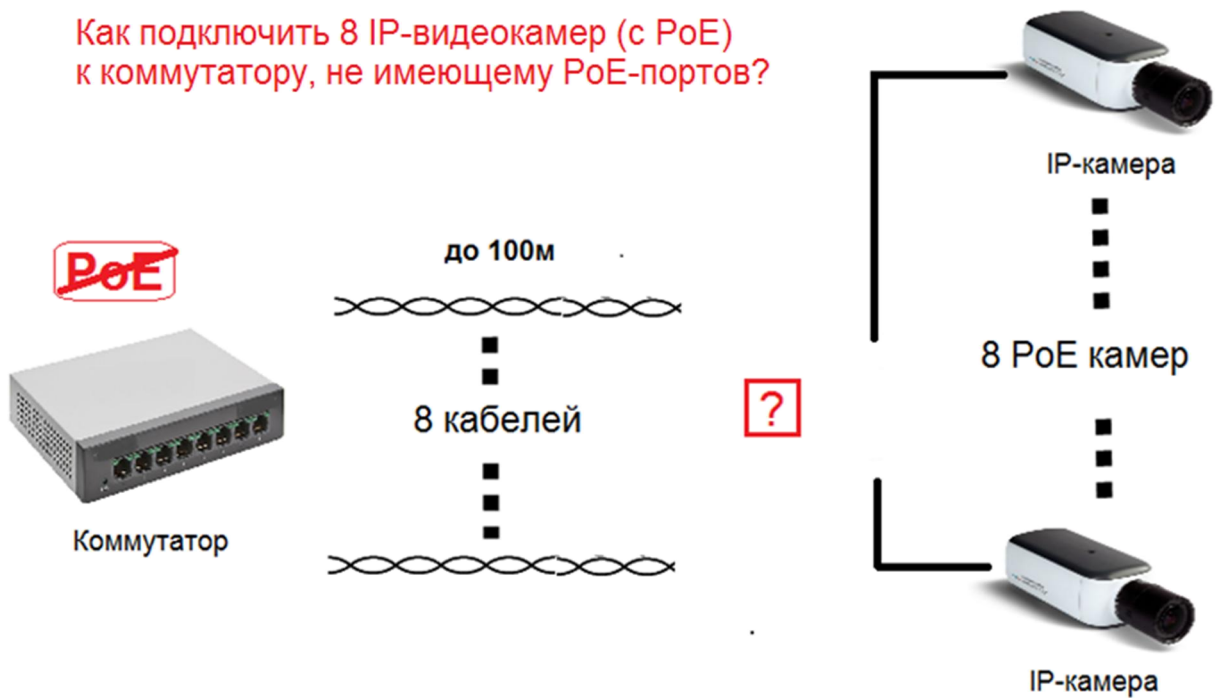 Как подключить 8 IP-видеокамер (с PoE)
к коммутатору, не имеющему PoE-портов?
IP-камера
PoE
до 100м
8 PoE камер
?
8 кабелей
Коммутатор
IP-камера